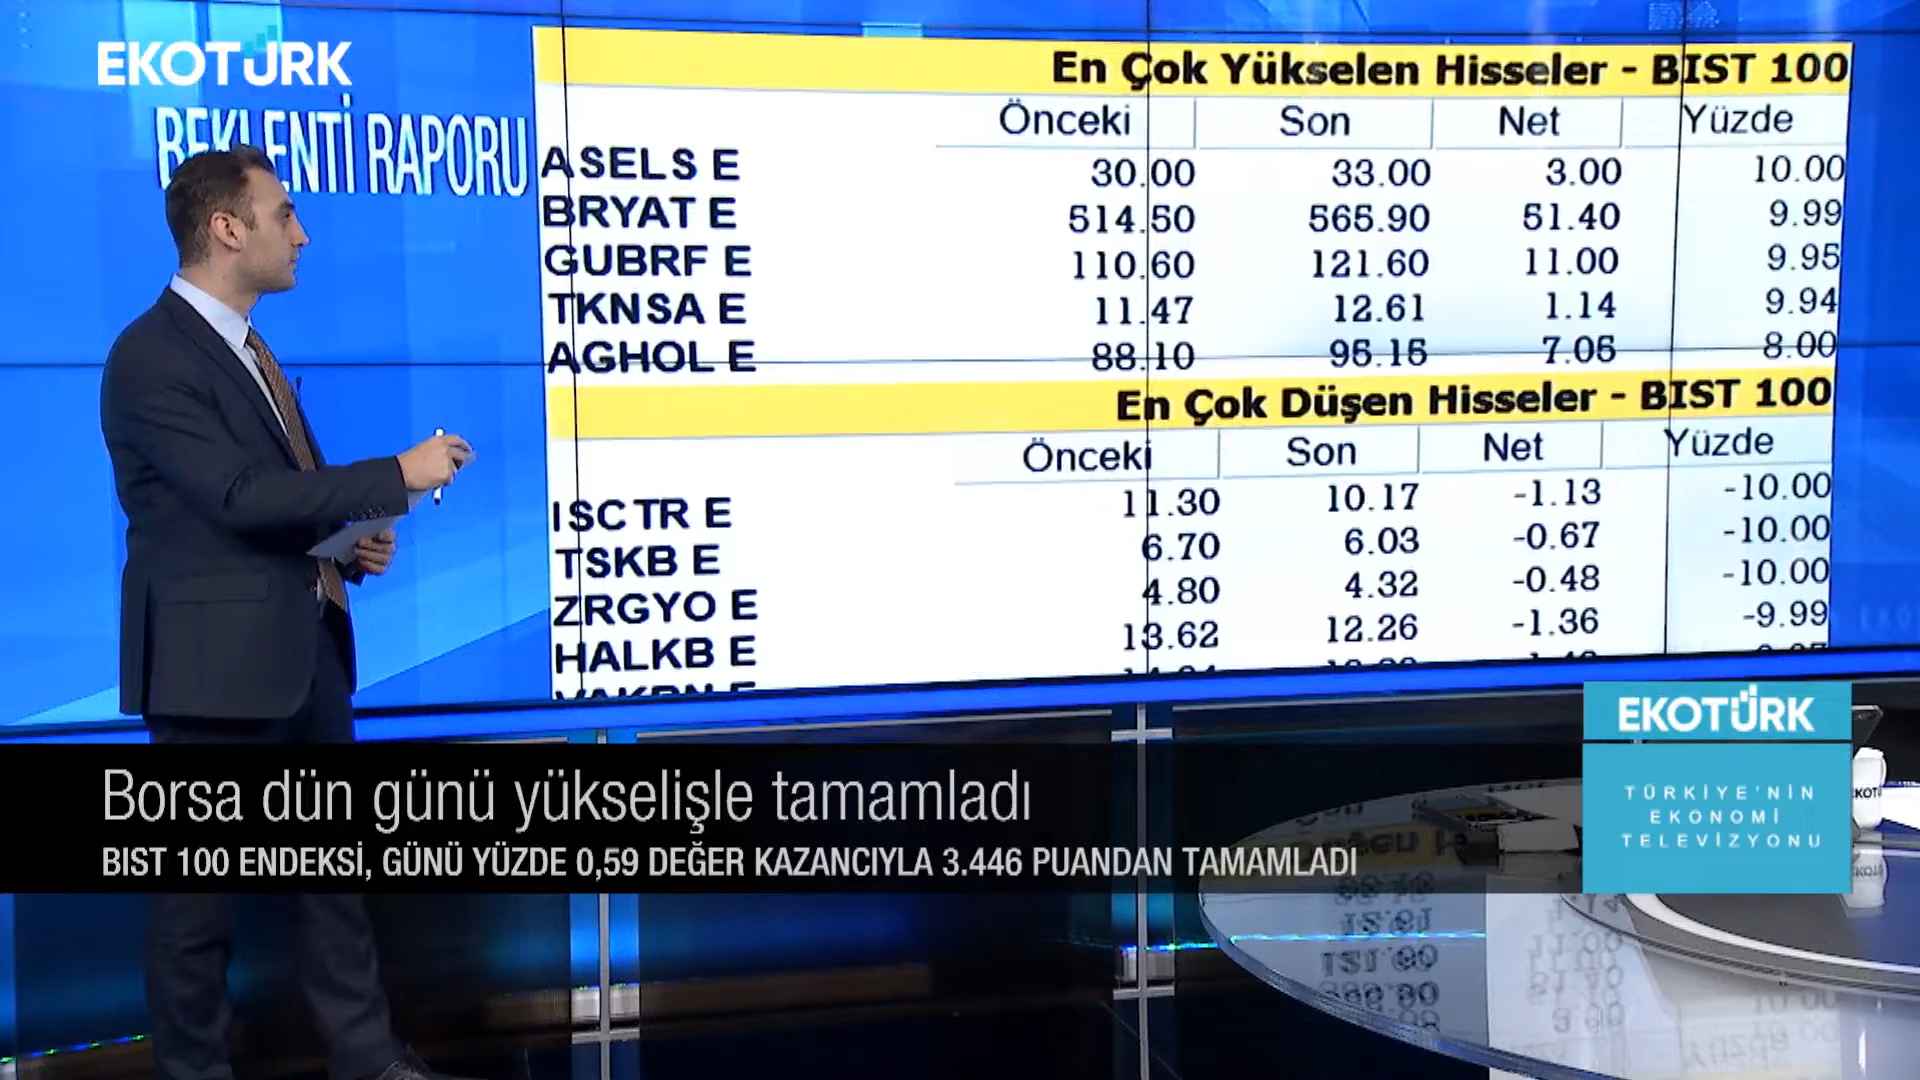 EKOTÜRK
BEKLENTİ RAPORU
En Çok Yükselen Hisseler - BIST 100
Önceki Son Net Yüzde
ASELS E 30.00 33.00 3.00 10.00
BRYAT E 514.50 565.90 51.40 9.99
GUBRF E 110.60 121.60 11.00 9.95
TKNSA E 11.47 12.61 1.14 9.94
AGHOL E 88.10 95.15 7.05 8.00
En Çok Düşen Hisseler - BIST 100
Önceki Son Net Yüzde
ISCTR E 11.30 10.17 -1.13 -10.00
TSKB E 6.70 6.03 -0.67 -10.00
ZRGYO E 4.80 4.32 -0.48 -10.00
HALKB E 13.62 12.26 -1.36 -9.99
EKOTÜRK
TÜRKİYE'NİN
EKONOMİ
TELEVİZYONU
Borsa dün günü yükselişle tamamladı
BIST 100 ENDEKSİ, GÜNÜ YÜZDE 0,59 DEĞER KAZANCIYLA 3.446 PUANDAN TAMAMLADI